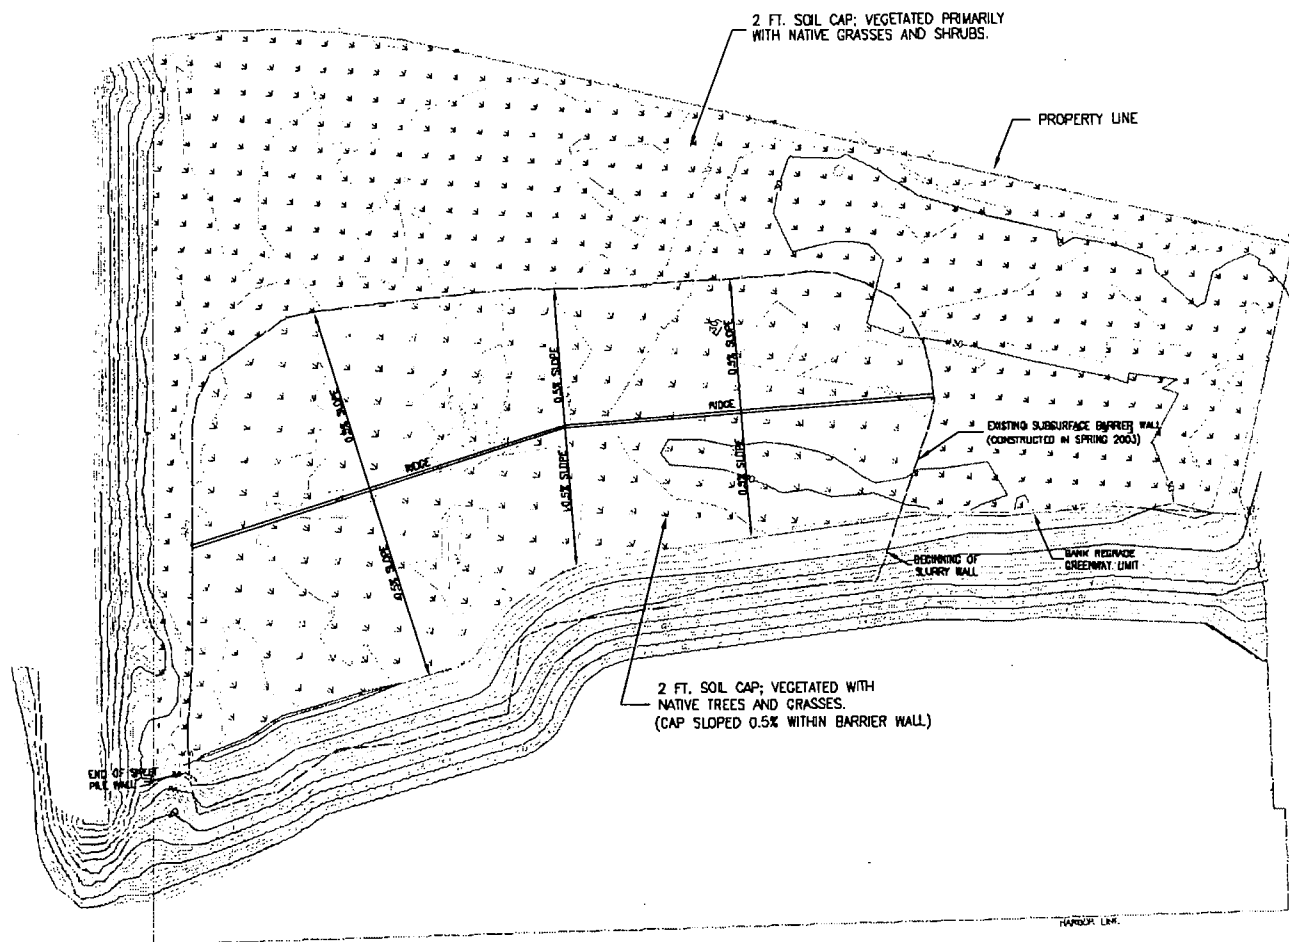 2 FT. SOIL CAP; VEGETATED PRIMARILY
WITH NATIVE GRASSES AND SHRUBS.
PROPERTY LINE
0.5% SLOPE
0.5% SLOPE
0.5% SLOPE
RIDGE
RIDGE
EXISTING SUBSURFACE BARRIER WALL
(CONSTRUCTED IN SPRING 2003)
0.5% SLOPE
0.5% SLOPE
0.5% SLOPE
30
BEGINNING OF
SLURRY WALL
BANK REGRADE
GREENWAY LIMIT
2 FT. SOIL CAP; VEGETATED WITH
NATIVE TREES AND GRASSES.
(CAP SLOPED 0.5% WITHIN BARRIER WALL)
END OF SHEET
PILE WALL
HARBOR LINE